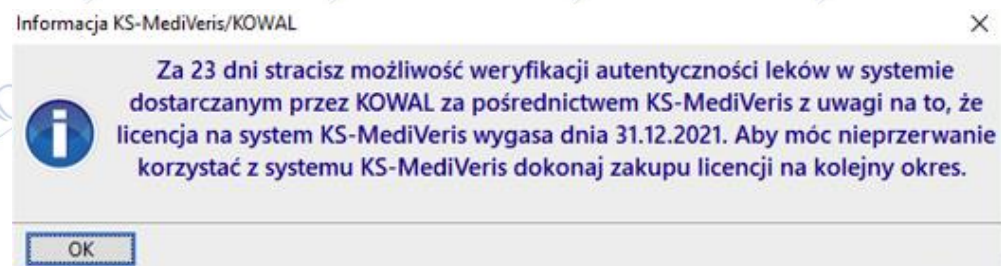 Informacja KS-MediVeris/KOWAL
Za 23 dni stracisz możliwość weryfikacji autentyczności leków w systemie
dostarczanym przez KOWAL za pośrednictwem KS-MediVeris z uwagi na to, że
licencja na system KS-MediVeris wygasa dnia 31.12.2021. Aby móc nieprzerwanie
korzystać z systemu KS-MediVeris dokonaj zakupu licencji na kolejny okres.
OK